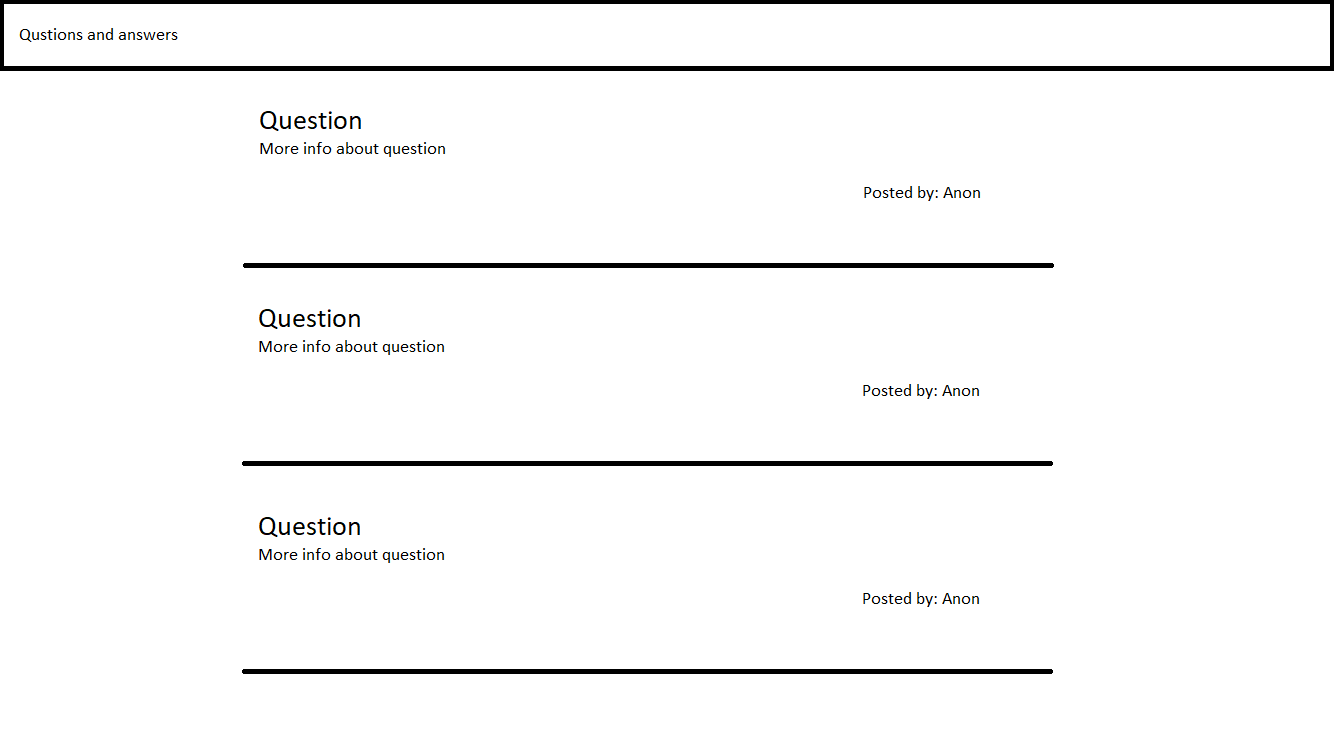 Qustions and answers
Question
More info about question
Posted by: Anon
Question
More info about question
Posted by: Anon
Question
More info about question
Posted by: Anon